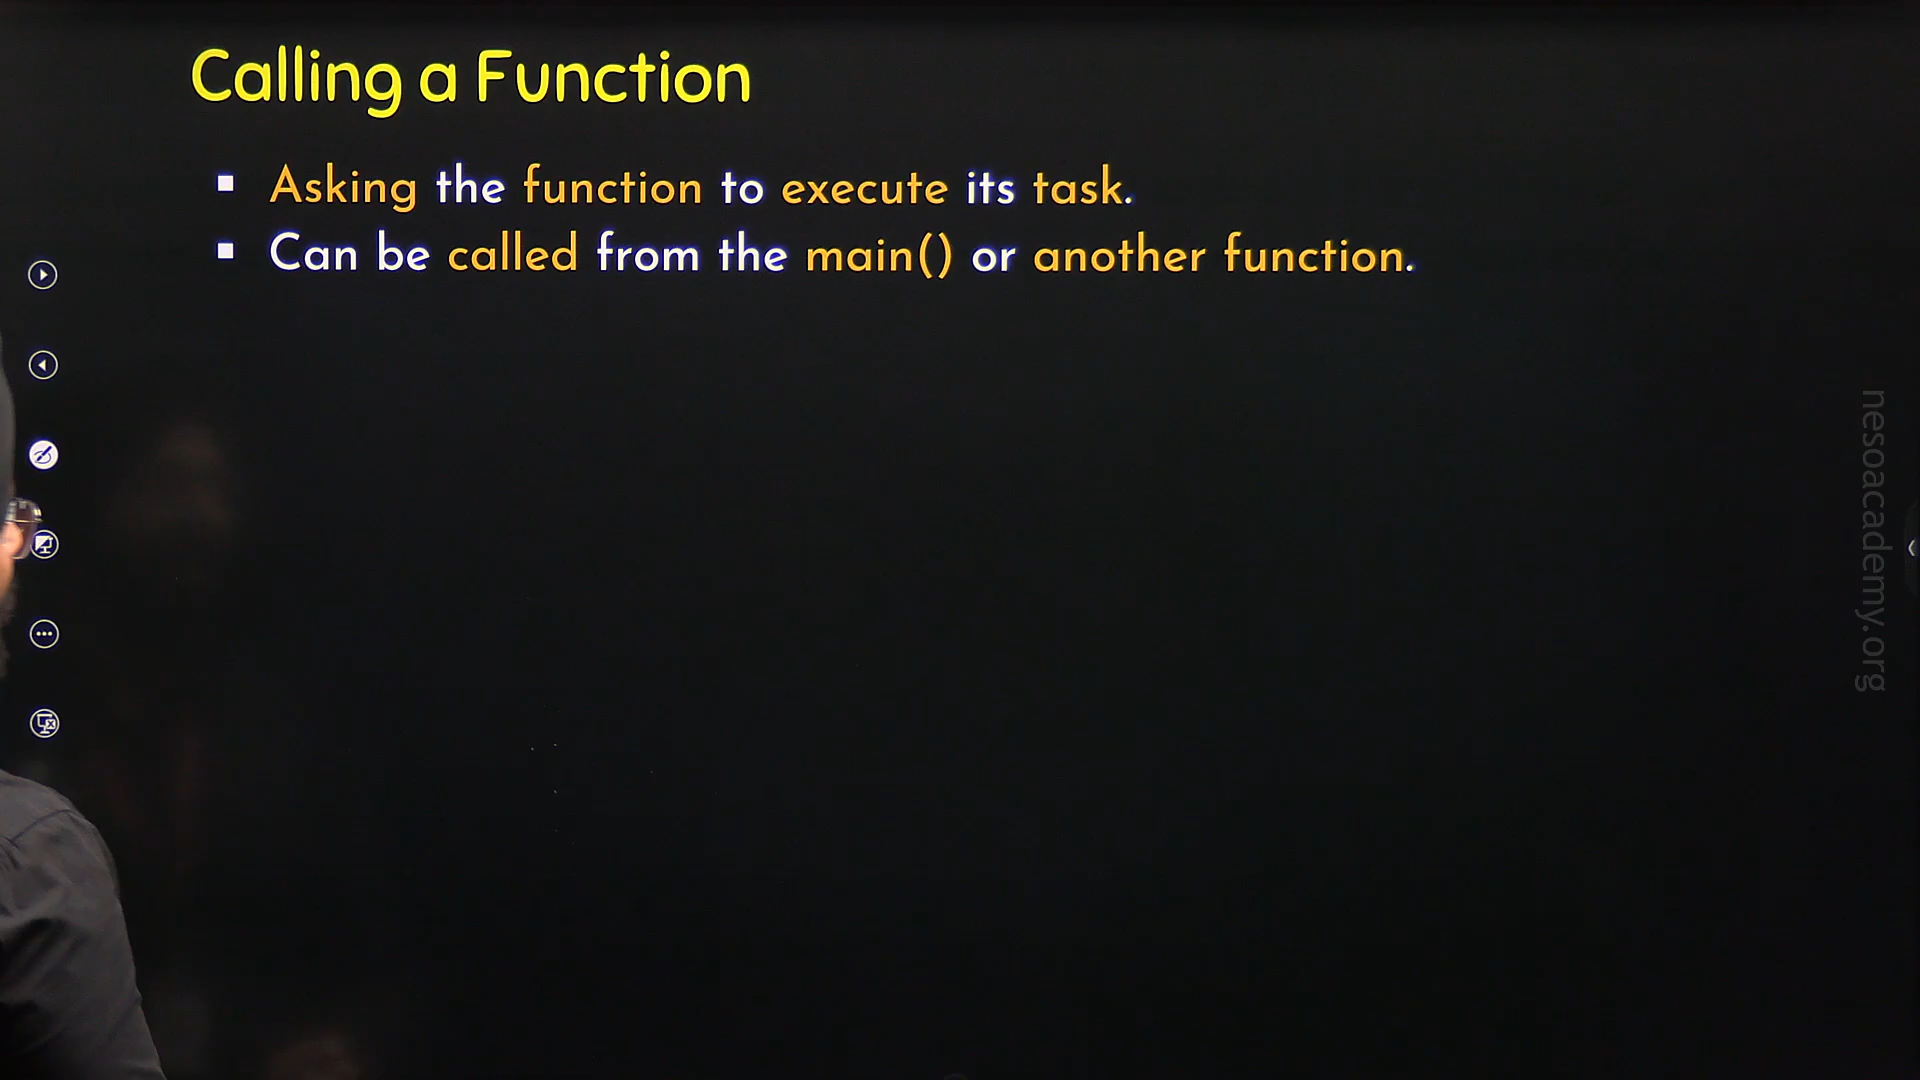 Calling a Function
▪ Asking the function to execute its task.
▪ Can be called from the main() or another function.
nesoacademy.org